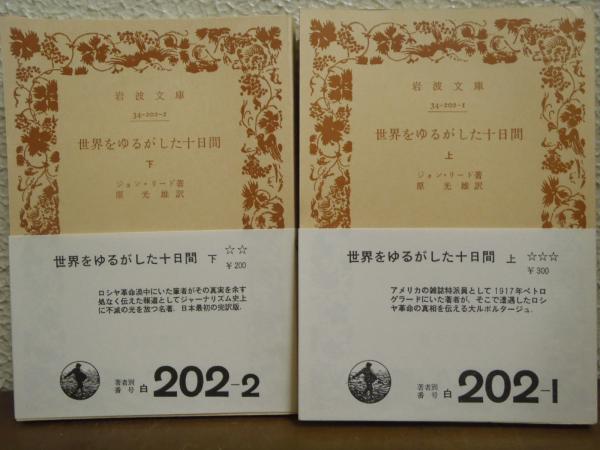 岩波文庫
34-202-2
世界をゆるがした十日間
下
ジョン・リード著
原光雄訳
世界をゆるがした十日間 下 ☆☆
￥200
ロシヤ革命渦中にいた筆者がその真実を余す
処なく伝えた報道としてジャーナリズム史上
に不滅の光を放つ名著. 日本最初の完訳版.
著者別
番号 白 202-2
岩波文庫
34-202-1
世界をゆるがした十日間
上
ジョン・リード著
原光雄訳
世界をゆるがした十日間 上 ☆☆☆
￥300
アメリカの雑誌特派員として1917年ペトロ
グラードにいた著者が, そこで遭遇したロシ
ヤ革命の真相を伝える大ルポルタージュ.
著者別
番号 白 202-1